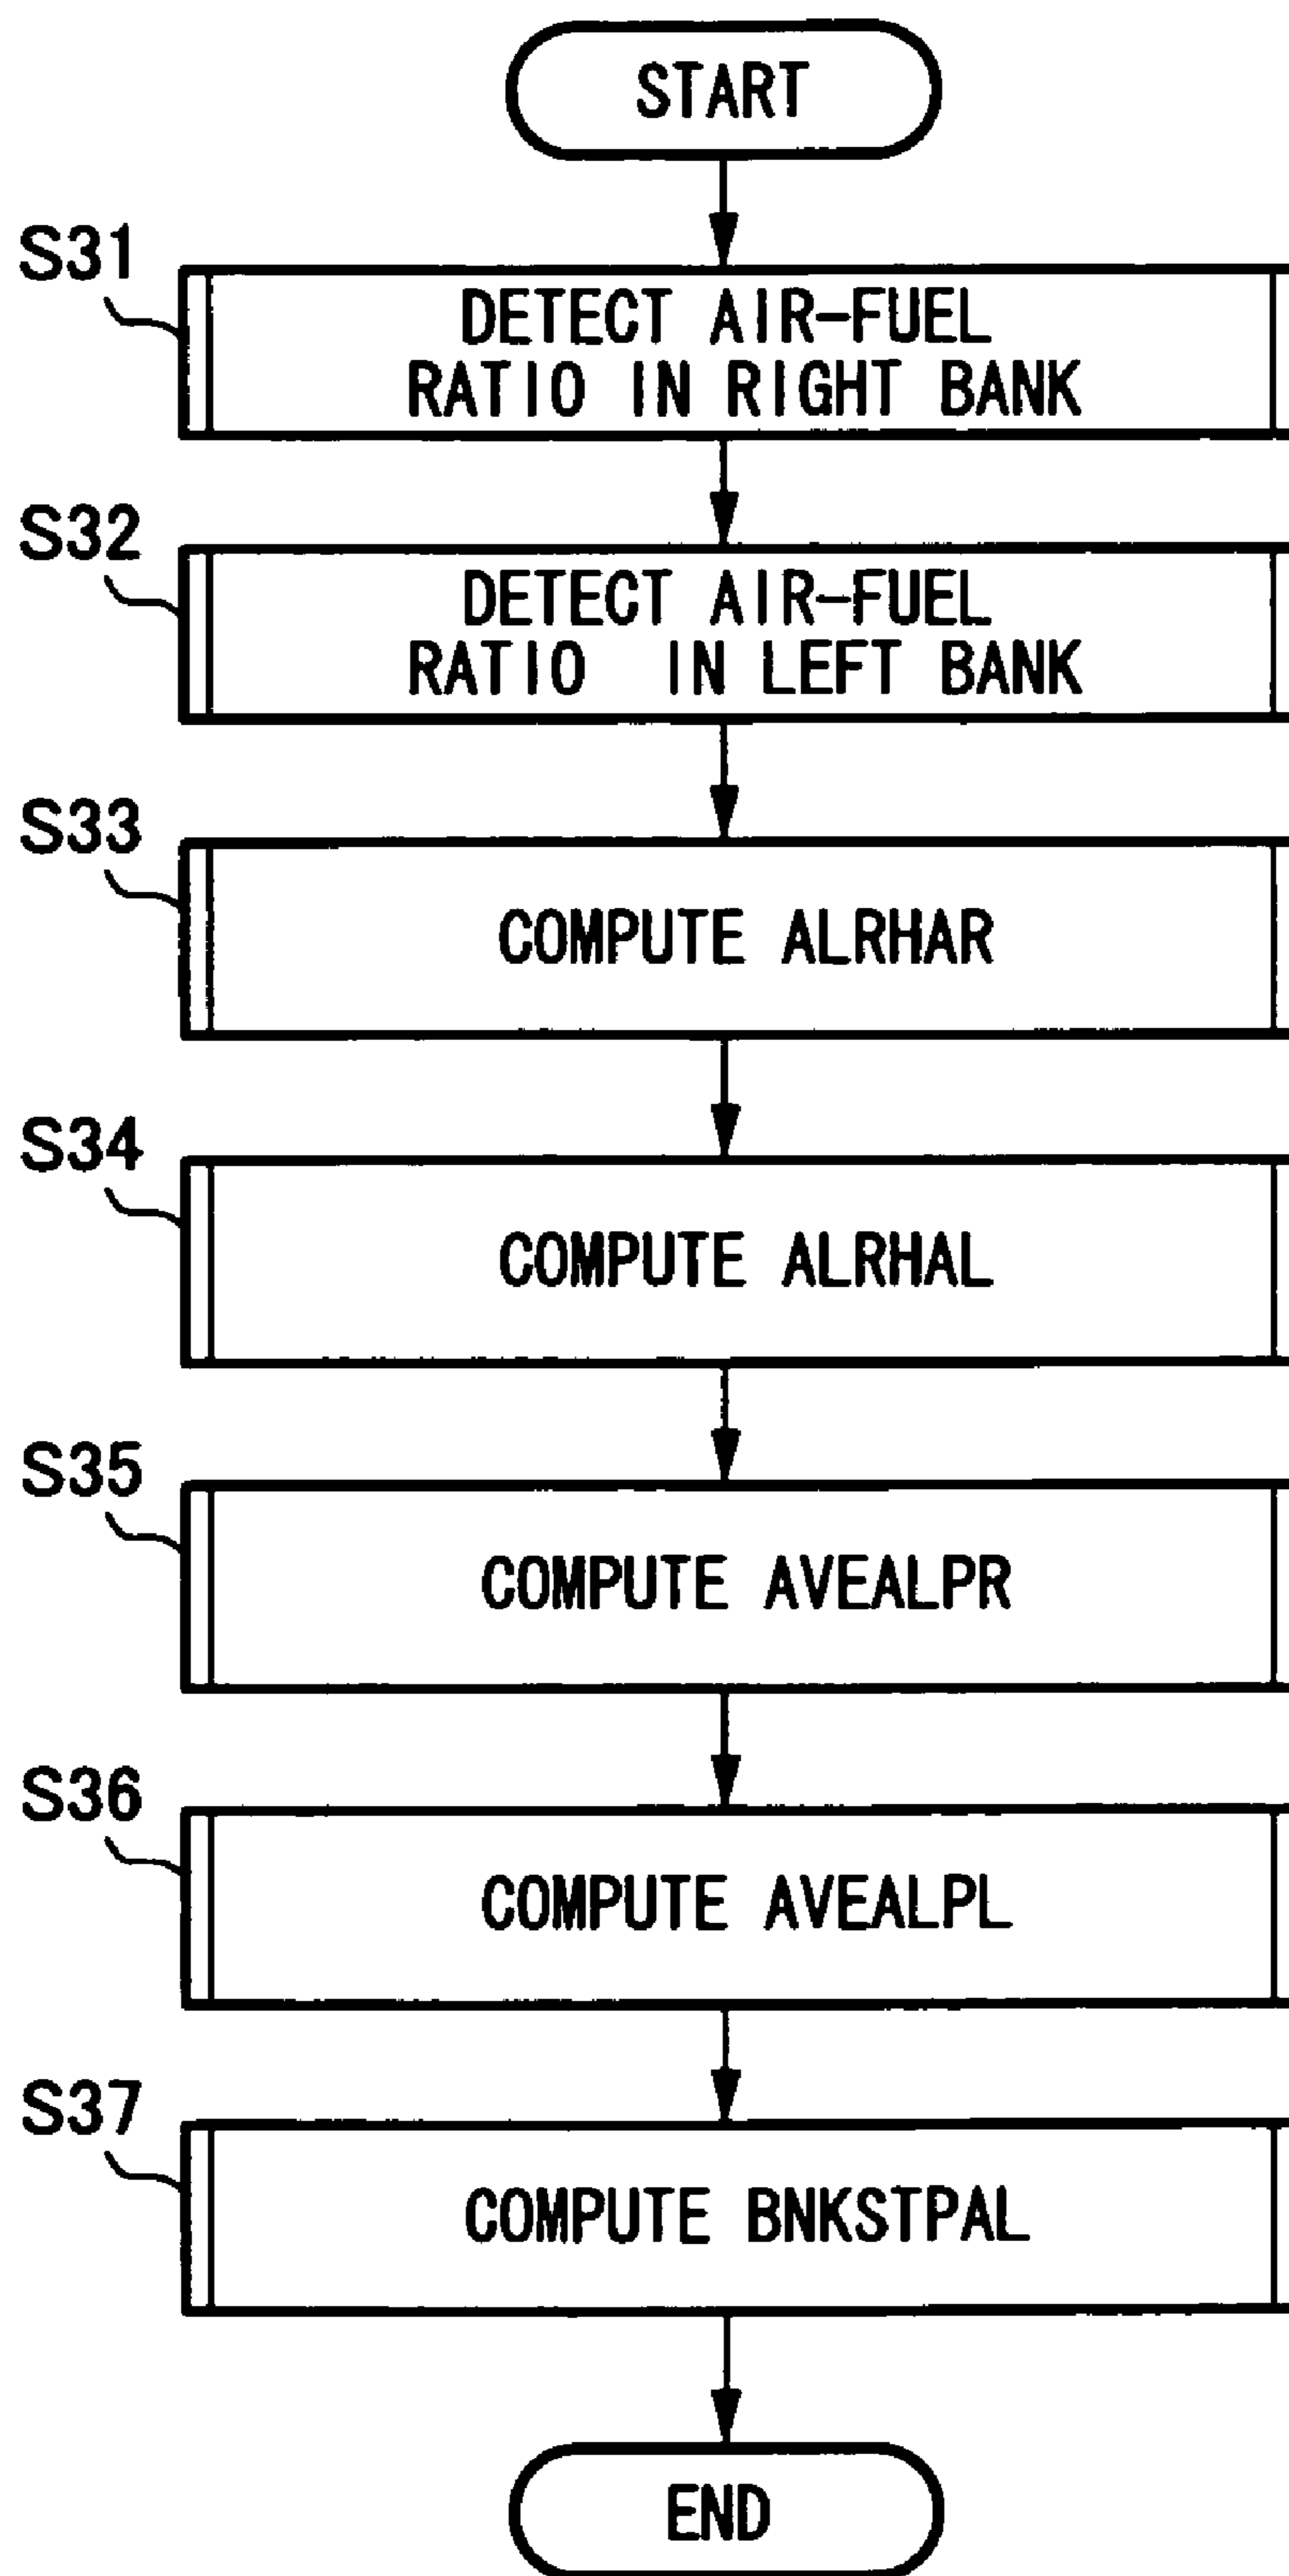 START
S31
DETECT AIR-FUEL
RATIO IN RIGHT BANK
S32
DETECT AIR-FUEL
RATIO IN LEFT BANK
S33
COMPUTE ALRHAR
S34
COMPUTE ALRHAL
S35
COMPUTE AVEALPR
S36
COMPUTE AVEALPL
S37
COMPUTE BNKSTPAL
END